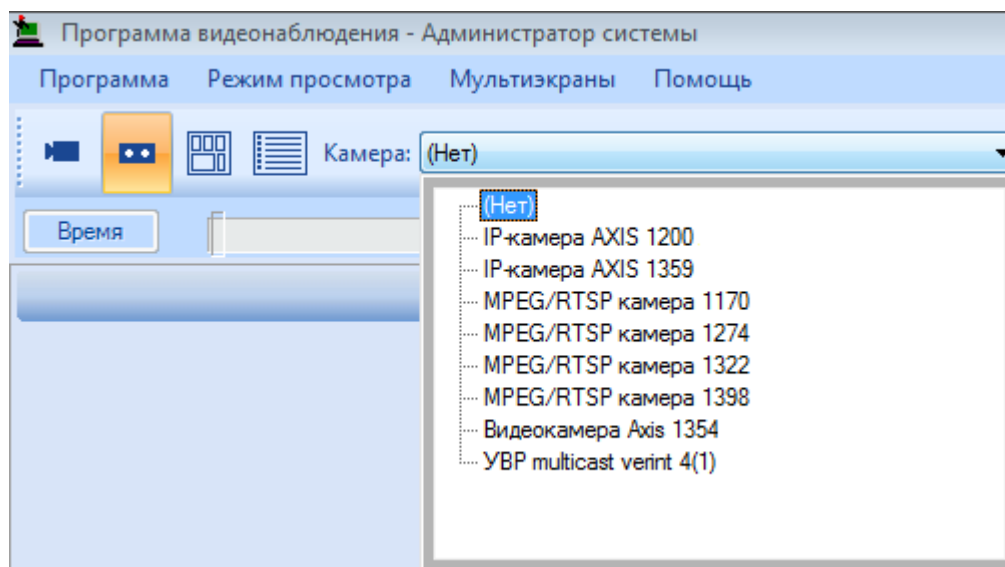 Программа видеонаблюдения - Администратор системы
Программа Режим просмотра Мультиэкраны Помощь
Камера: (Нет)
(Нет)
Время
IP-камера AXIS 1200
IP-камера AXIS 1359
MPEG/RTSP камера 1170
MPEG/RTSP камера 1274
MPEG/RTSP камера 1322
MPEG/RTSP камера 1398
Видеокамера Axis 1354
УВР multicast verint 4(1)